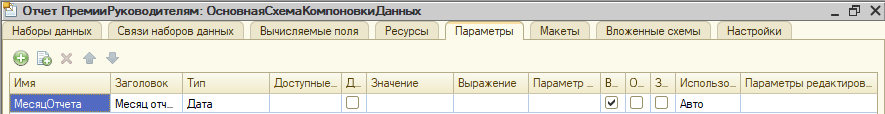 Отчет ПремииРуководителям: ОсновнаяСхемаКомпоновкиДанных
Наборы данных Связи наборов данных Вычисляемые поля Ресурсы Параметры Макеты Вложенные схемы Настройки
Имя Заголовок Тип Доступные... Д... Значение Выражение Параметр ... В... О... З... Использо... Параметры редактиров...
МесяцОтчета Месяц отч... Дата Авто